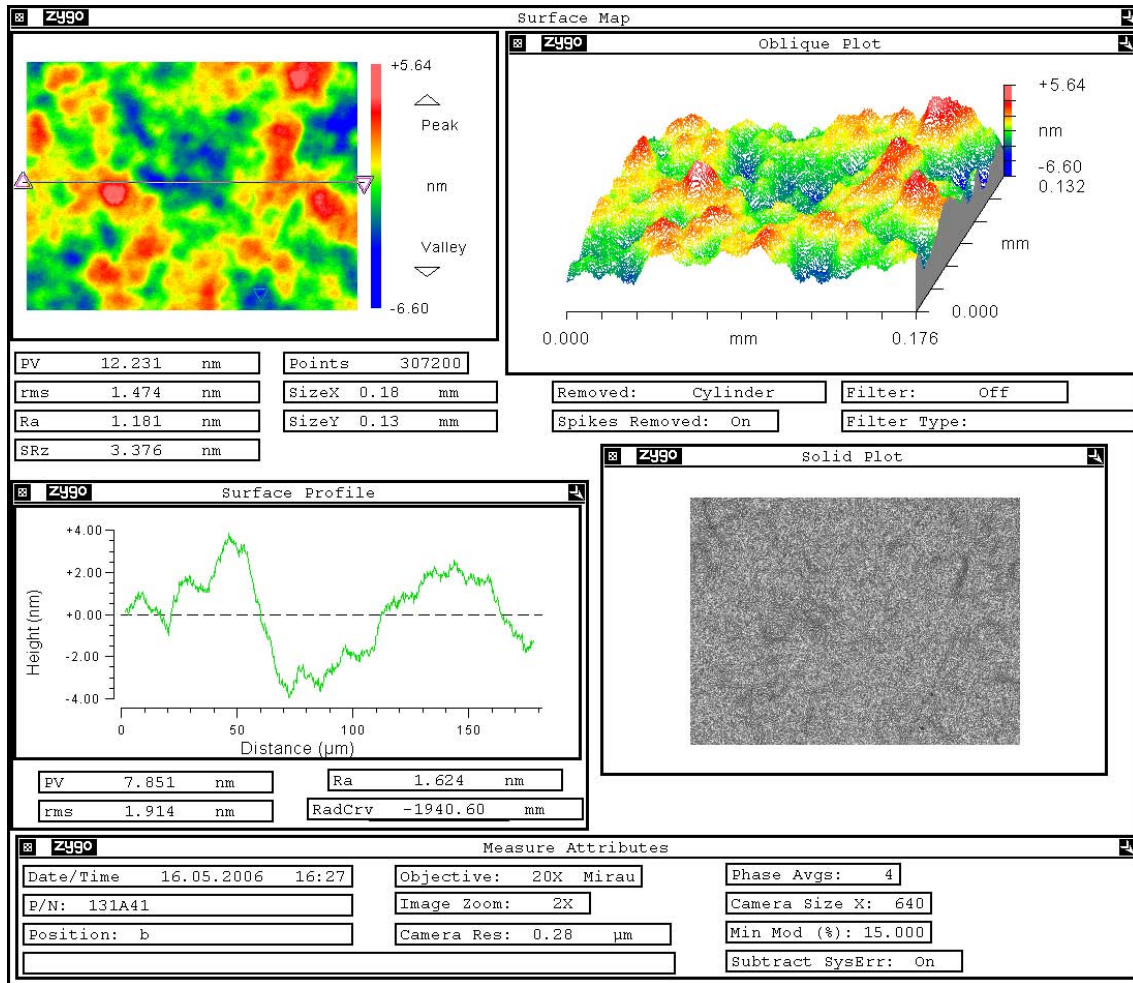 zygo Surface Map
+5.64
Peak
nm
Valley
-6.60
zygo Oblique Plot
+5.64
nm
-6.60
0.132
mm
0.000
0.000 mm 0.176
PV 12.231 nm
rms 1.474 nm
Ra 1.181 nm
SRz 3.376 nm
Points 307200
SizeX 0.18 mm
SizeY 0.13 mm
Removed: Cylinder
Spikes Removed: On
Filter: Off
Filter Type:
zygo Surface Profile
+4.00
+2.00
+0.00
-2.00
-4.00
Height (nm)
0 50 100 150
Distance (µm)
PV 7.851 nm
rms 1.914 nm
Ra 1.624 nm
RadCrv -1940.60 mm
zygo Solid Plot
zygo Measure Attributes
Date/Time 16.05.2006 16:27
P/N: 131A41
Position: b
Objective: 20X Mirau
Image Zoom: 2X
Camera Res: 0.28 µm
Phase Avgs: 4
Camera Size X: 640
Min Mod (%): 15.000
Subtract SysErr: On